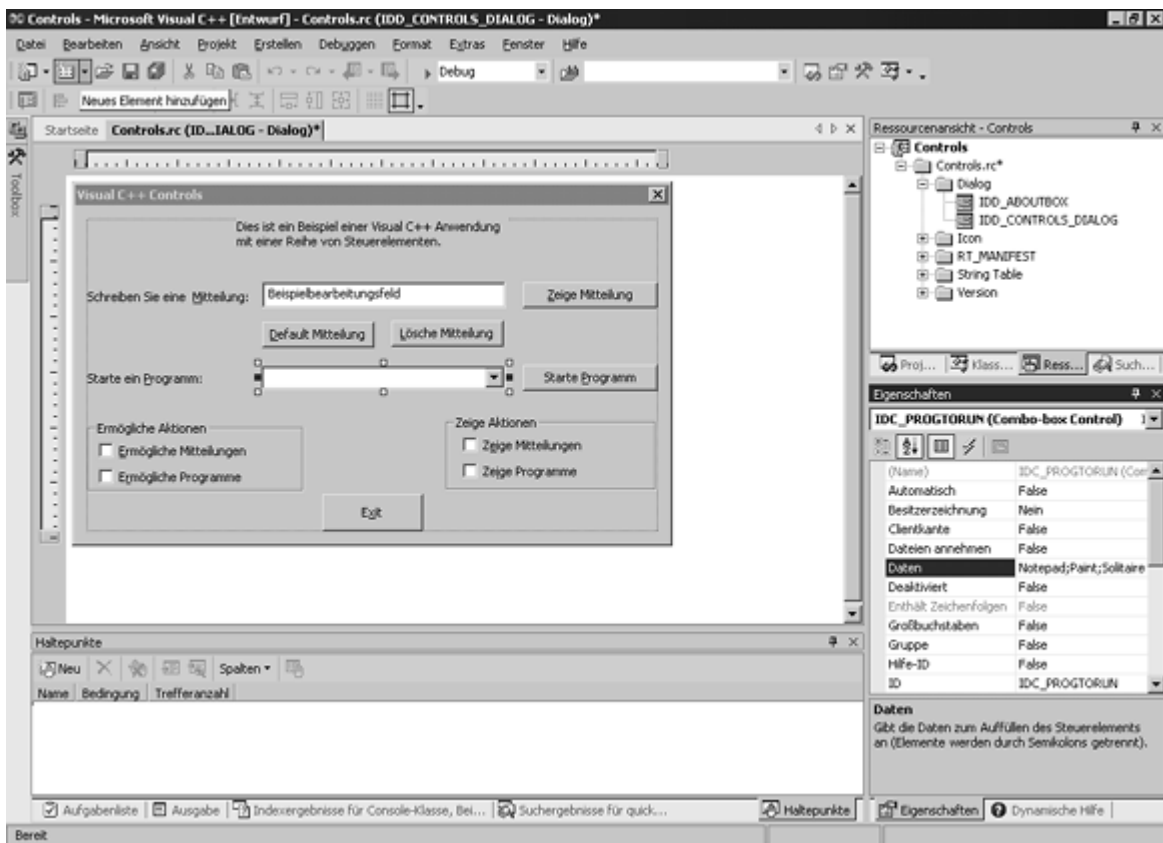 Controls - Microsoft Visual C++ [Entwurf] - Controls.rc (IDD_CONTROLS_DIALOG - Dialog)*
Datei Bearbeiten Ansicht Projekt Erstellen Debuggen Format Extras Fenster Hilfe
Debug
Neues Element hinzufügen
Startseite Controls.rc (ID...IALOG - Dialog)*
Toolbox
Visual C++ Controls
Dies ist ein Beispiel einer Visual C++ Anwendung
mit einer Reihe von Steuerelementen.
Schreiben Sie eine Mitteilung: Beispielbearbeitungsfeld Zeige Mitteilung
Default Mitteilung Lösche Mitteilung
Starte ein Programm: Starte Programm
Ermögliche Aktionen
Ermögliche Mitteilungen
Ermögliche Programme
Zeige Aktionen
Zeige Mitteilungen
Zeige Programme
Exit
Ressourcenansicht - Controls
Controls
Controls.rc*
Dialog
IDD_ABOUTBOX
IDD_CONTROLS_DIALOG
Icon
RT_MANIFEST
String Table
Version
Proj... Klass... Ress... Such...
Eigenschaften
IDC_PROGTORUN (Combo-box Control)
(Name) IDC_PROGTORUN (Com
Automatisch False
Besitzerzeichnung Nein
Clientkante False
Dateien annehmen False
Daten Notepad;Paint;Solitaire
Deaktiviert False
Enthält Zeichenfolgen False
Großbuchstaben False
Gruppe False
Hilfe-ID False
ID IDC_PROGTORUN
Daten
Gibt die Daten zum Auffüllen des Steuerelements
an (Elemente werden durch Semikolons getrennt).
Eigenschaften Dynamische Hilfe
Haltepunkte
Neu Spalten
Name Bedingung Trefferanzahl
Aufgabenliste Ausgabe Indexergebnisse für Console-Klasse, Bei... Suchergebnisse für quick... Haltepunkte
Bereit